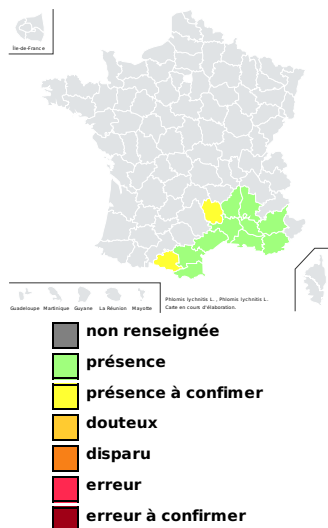 Île-de-France
Guadeloupe Martinique Guyane La Réunion Mayotte
Phlomis lychnitis L. , Phlomis lychnitis L.
Carte en cours d'élaboration.
non renseignée
présence
présence à confimer
douteux
disparu
erreur
erreur à confirmer